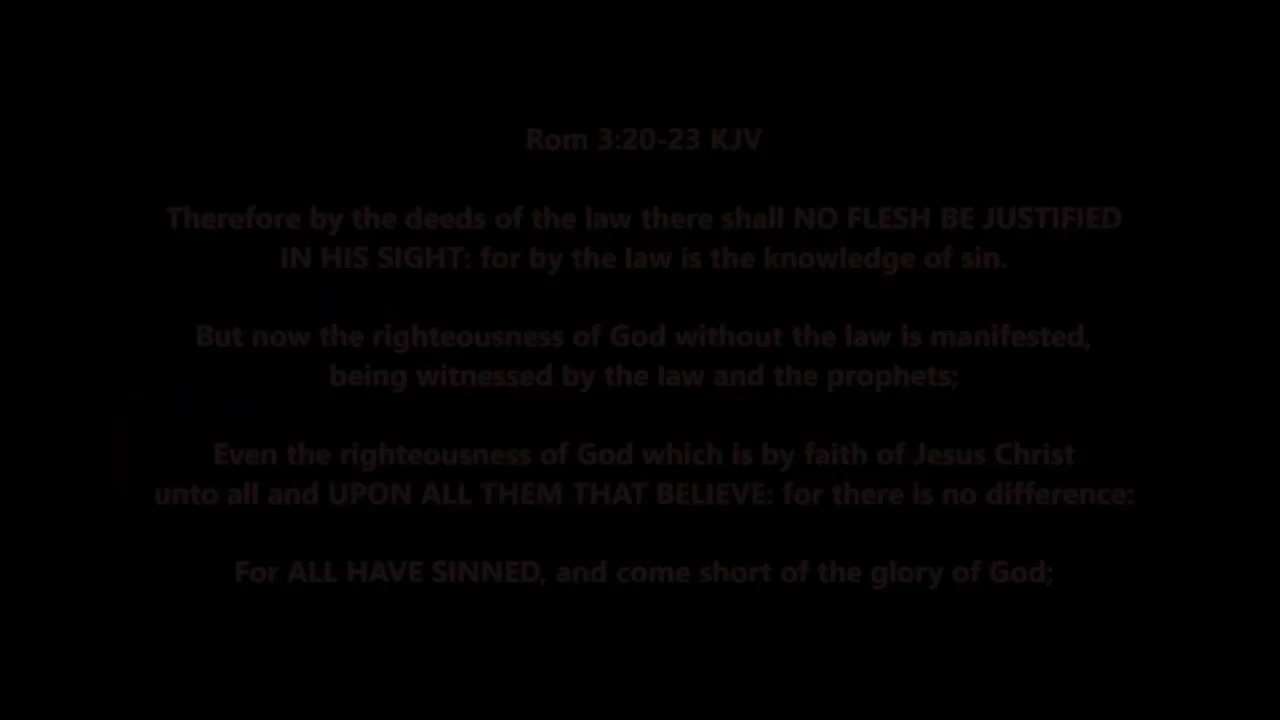 Rom 3:20-23 KJV
Therefore by the deeds of the law there shall NO FLESH BE JUSTIFIED
IN HIS SIGHT: for by the law is the knowledge of sin.
But now the righteousness of God without the law is manifested,
being witnessed by the law and the prophets;
Even the righteousness of God which is by faith of Jesus Christ
unto all and UPON ALL THEM THAT BELIEVE: for there is no difference:
For ALL HAVE SINNED, and come short of the glory of God;